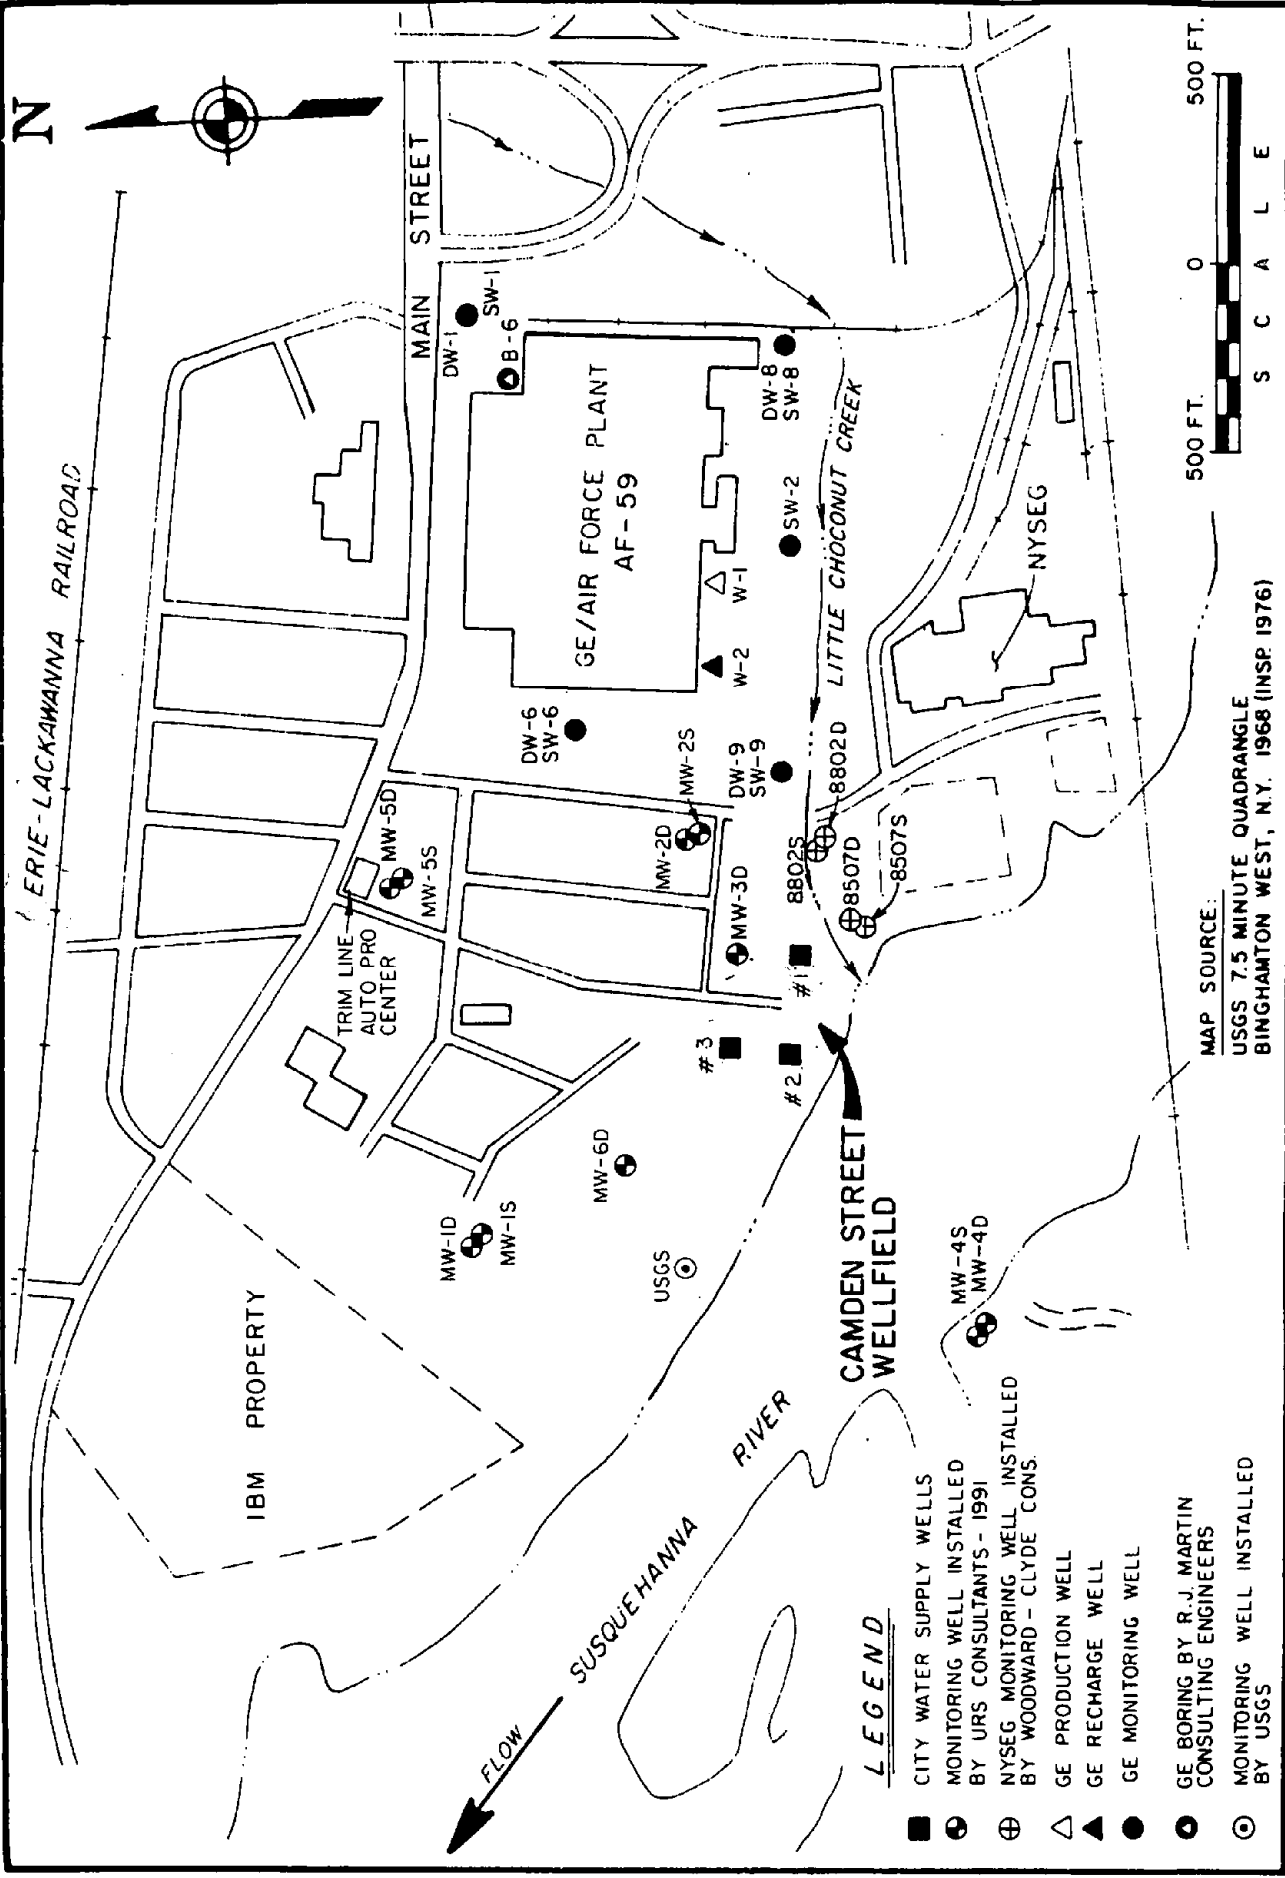 N
ERIE-LACKAWANNA RAILROAD
MAIN STREET
DW-1
SW-1
B-6
GE/AIR FORCE PLANT
AF-59
DW-8
SW-8
SW-2
W-1
W-2
LITTLE CHOCONUT CREEK
NYSEG
DW-6
SW-6
DW-9
SW-9
MW-2S
MW-2D
MW-5D
MW-5S
MW-3D
8802S
8802D
8507D
8507S
TRIM LINE
AUTO PRO
CENTER
#1
#2
#3
CAMDEN STREET
WELLFIELD
MW-6D
MW-1D
MW-1S
USGS
MW-4S
MW-4D
IBM PROPERTY
SUSQUEHANNA RIVER
FLOW
LEGEND
CITY WATER SUPPLY WELLS
MONITORING WELL INSTALLED
BY URS CONSULTANTS - 1991
NYSEG MONITORING WELL INSTALLED
BY WOODWARD - CLYDE CONS.
GE PRODUCTION WELL
GE RECHARGE WELL
GE MONITORING WELL
GE BORING BY R.J. MARTIN
CONSULTING ENGINEERS
MONITORING WELL INSTALLED
BY USGS
MAP SOURCE:
USGS 7.5 MINUTE QUADRANGLE
BINGHAMTON WEST, N.Y. 1968 (INSP. 1976)
500 FT. 0 500 FT.
SCALE